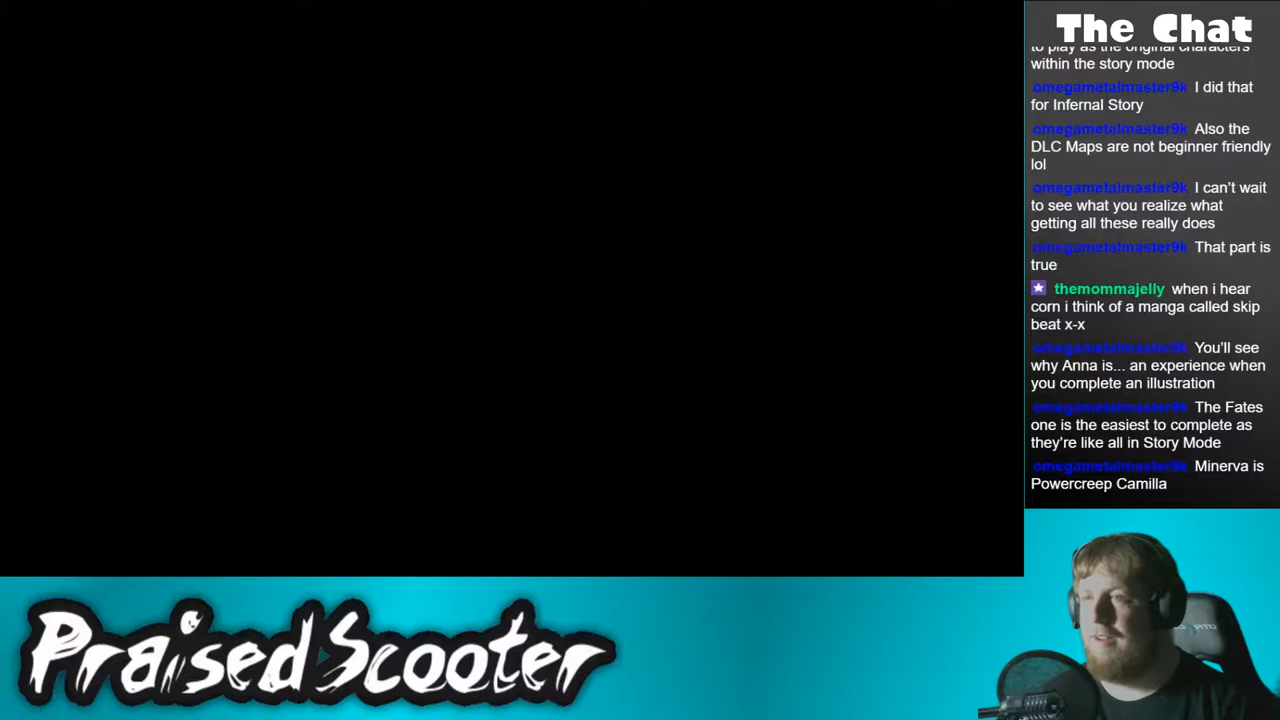 The Chat
to play as the original characters
within the story mode
omegametalmaster9k I did that
for Infernal Story
omegametalmaster9k Also the
DLC Maps are not beginner friendly
lol
omegametalmaster9k I can't wait
to see what you realize what
getting all these really does
omegametalmaster9k That part is
true
themommajelly when i hear
corn i think of a manga called skip
beat x-x
omegametalmaster9k You'll see
why Anna is... an experience when
you complete an illustration
omegametalmaster9k The Fates
one is the easiest to complete as
they're like all in Story Mode
omegametalmaster9k Minerva is
Powercreep Camilla
PraisedScooter